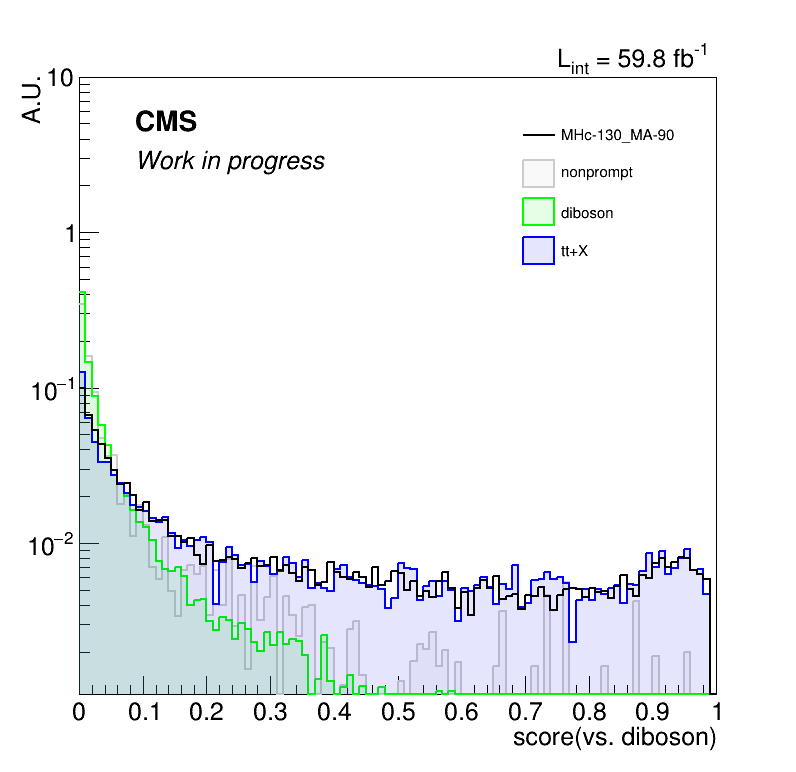 L_int = 59.8 fb^-1
A.U.
10
CMS
Work in progress
MHc-130_MA-90
nonprompt
diboson
tt+X
1
10^-1
10^-2
0 0.1 0.2 0.3 0.4 0.5 0.6 0.7 0.8 0.9 1
score(vs. diboson)